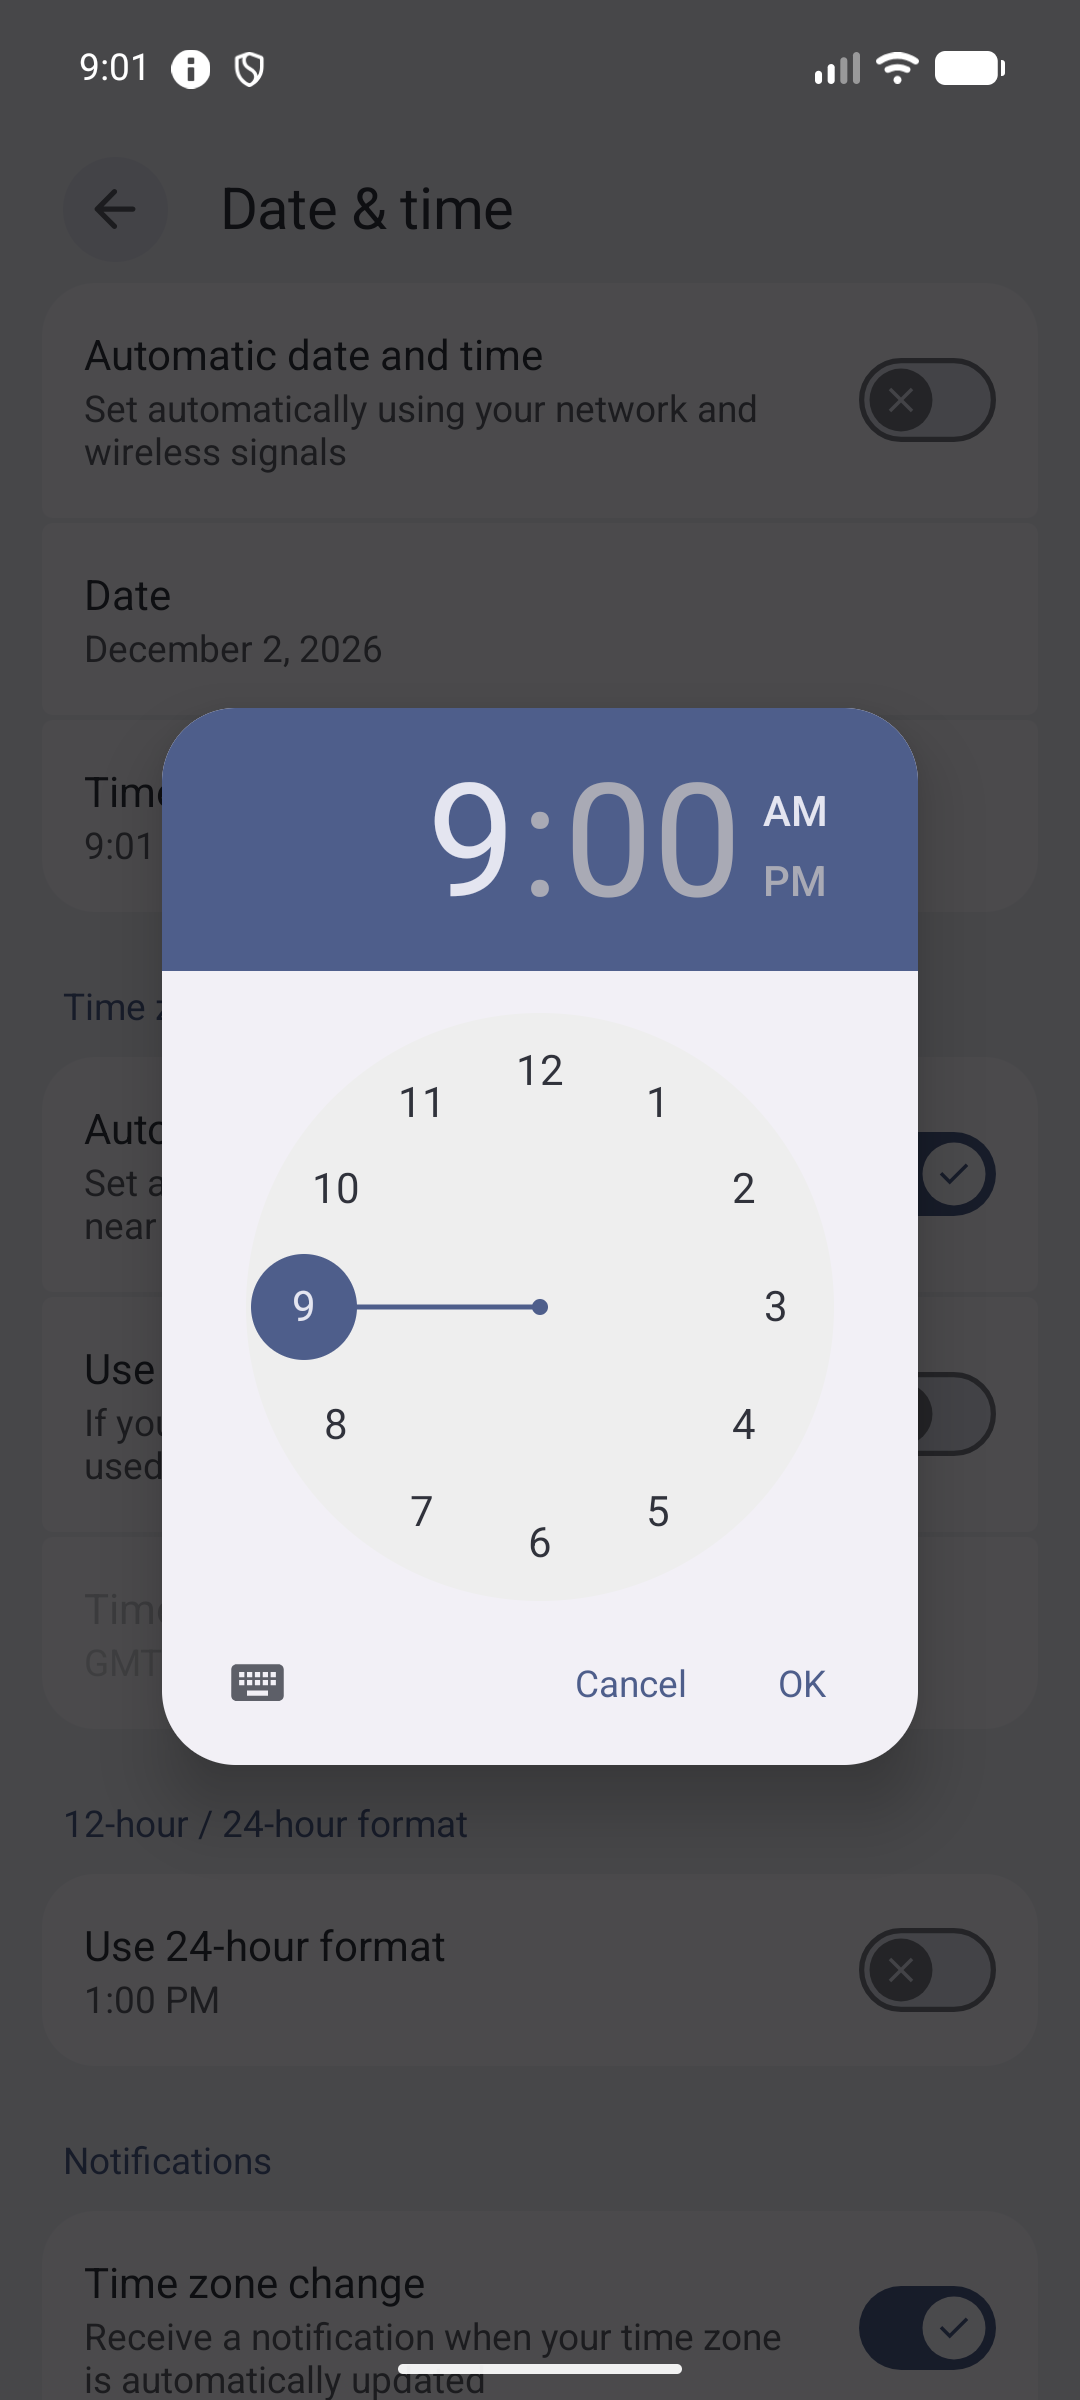 9:01
Date & time
Automatic date and time
Set automatically using your network and
wireless signals
Date
December 2, 2026
Time
9:01
9:00
AM
PM
Time z
Auto
Set a
near
Use
If you
used
Time
GMT
12
11
1
10
2
9
3
8
4
7
5
6
Cancel
OK
12-hour / 24-hour format
Use 24-hour format
1:00 PM
Notifications
Time zone change
Receive a notification when your time zone
is automatically updated